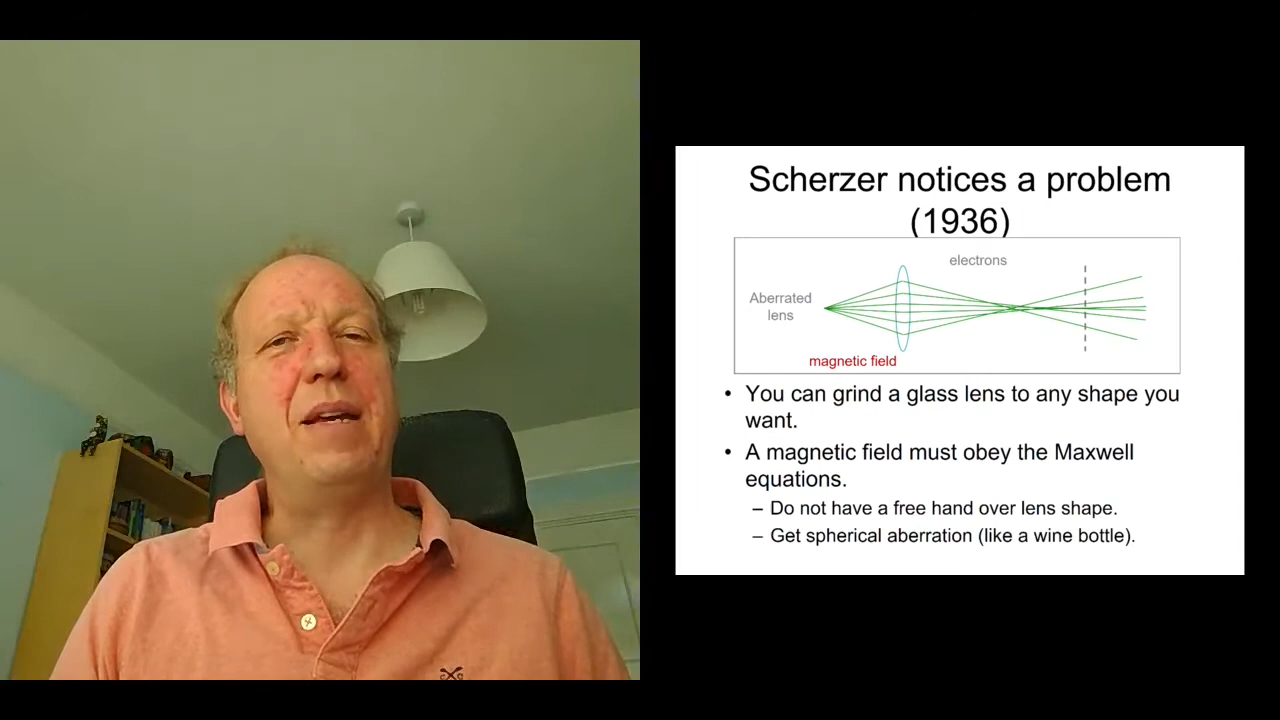 Scherzer notices a problem
(1936)
electrons
Aberrated
lens
magnetic field
• You can grind a glass lens to any shape you
want.
• A magnetic field must obey the Maxwell
equations.
– Do not have a free hand over lens shape.
– Get spherical aberration (like a wine bottle).